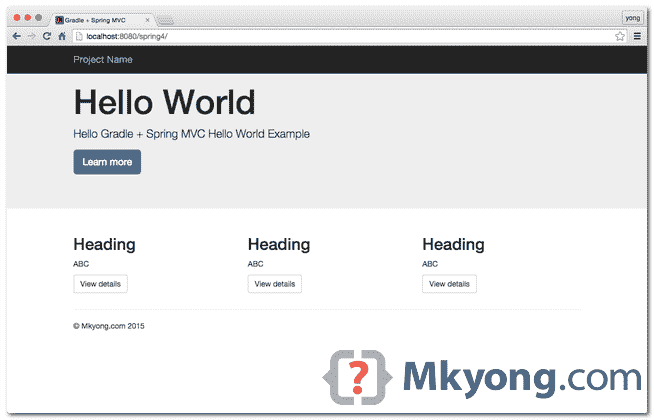 Gradle + Spring MVC
yong
localhost:8080/spring4/
Project Name
Hello World
Hello Gradle + Spring MVC Hello World Example
Learn more
Heading Heading Heading
ABC ABC ABC
View details View details View details
© Mkyong.com 2015
{?} Mkyong.com